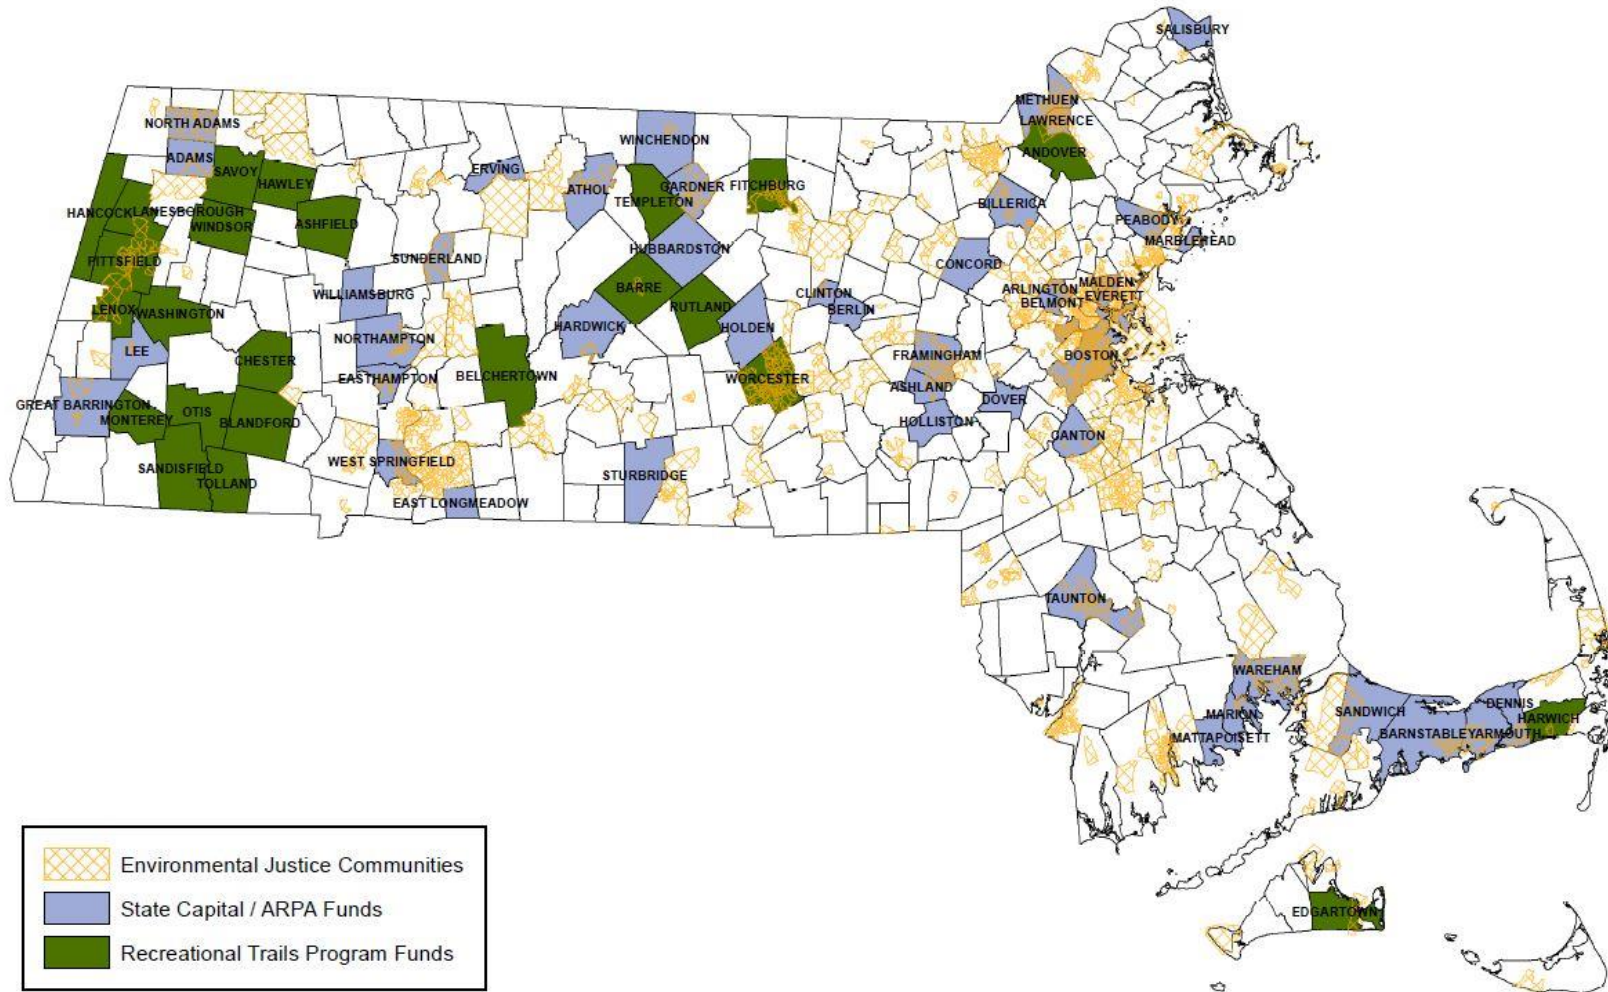 SALISBURY
METHUEN
NORTH ADAMS
LAWRENCE
WINCHENDON
ANDOVER
ADAMS
ERVING
SAVOY
HAWLEY
ATHOL
GARDNER
FITCHBURG
TEMPLETON
BILLERICA
HANCOCK
LANESBOROUGH
WINDSOR
ASHFIELD
PEABODY
MARBLEHEAD
HUBBARDSTON
SUNDERLAND
PITTSFIELD
CONCORD
BARRE
WILLIAMSBURG
CLINTON
ARLINGTON
MALDEN
EVERETT
BELMONT
LENOX
WASHINGTON
RUTLAND
BERLIN
HARDWICK
HOLDEN
NORTHAMPTON
LEE
CHESTER
FRAMINGHAM
BOSTON
EASTHAMPTON
BELCHERTOWN
WORCESTER
ASHLAND
DOVER
GREAT BARRINGTON
MONTEREY
OTIS
BLANDFORD
HOLLISTON
CANTON
SANDISFIELD
TOLLAND
WEST SPRINGFIELD
STURBRIDGE
EAST LONGMEADOW
TAUNTON
WAREHAM
MARION
MATTAPOISETT
SANDWICH
DENNIS
HARWICH
BARNSTABLE
YARMOUTH
EDGARTOWN
Environmental Justice Communities
State Capital / ARPA Funds
Recreational Trails Program Funds